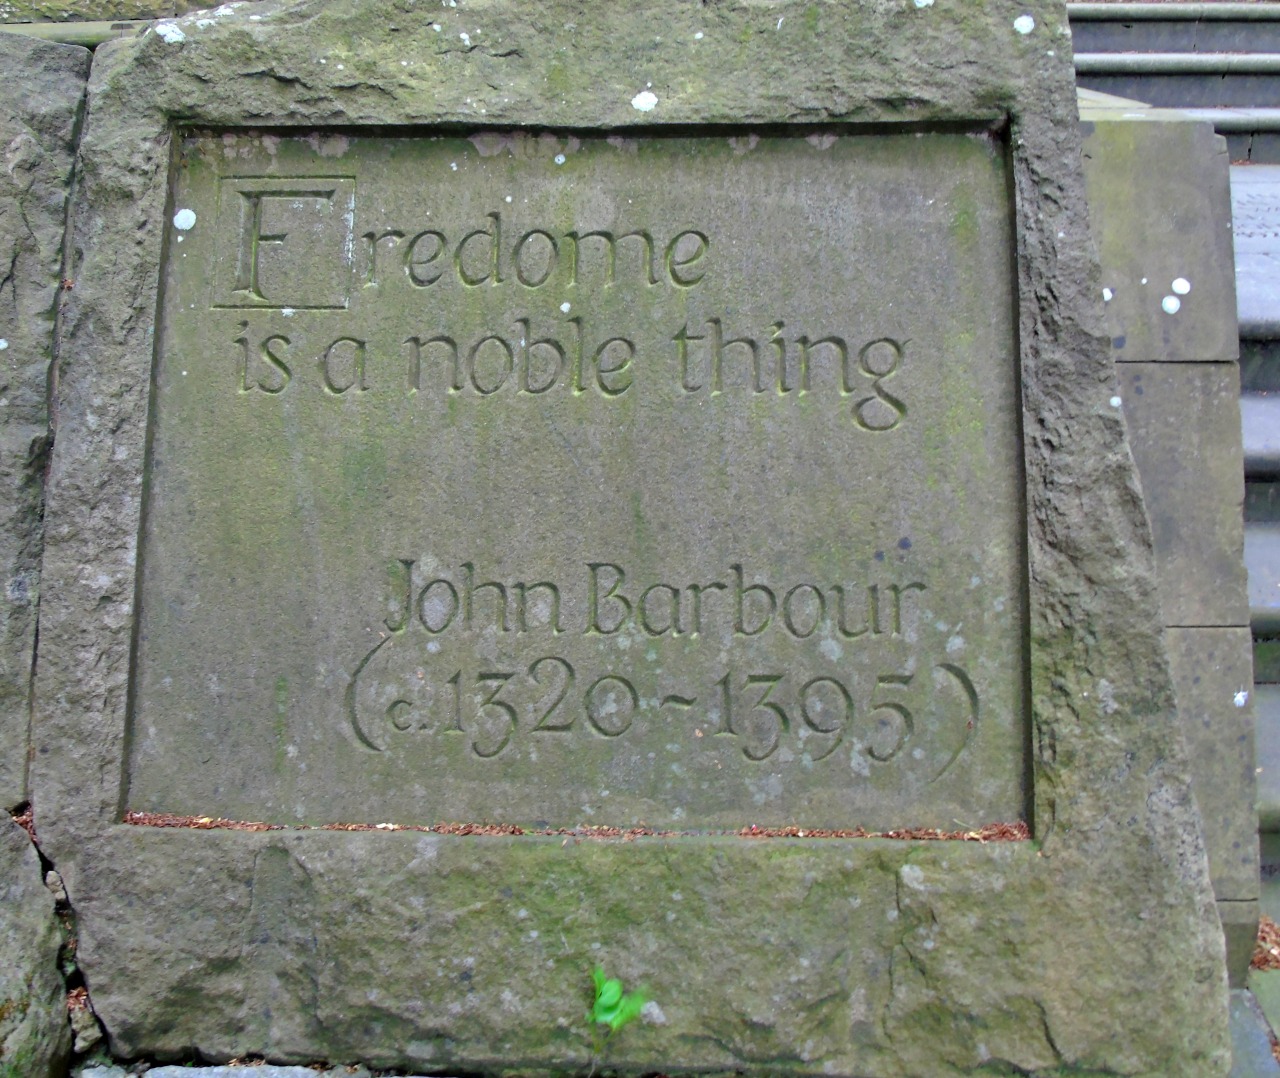 Fredome
is a noble thing
John Barbour
(c.1320-1395)